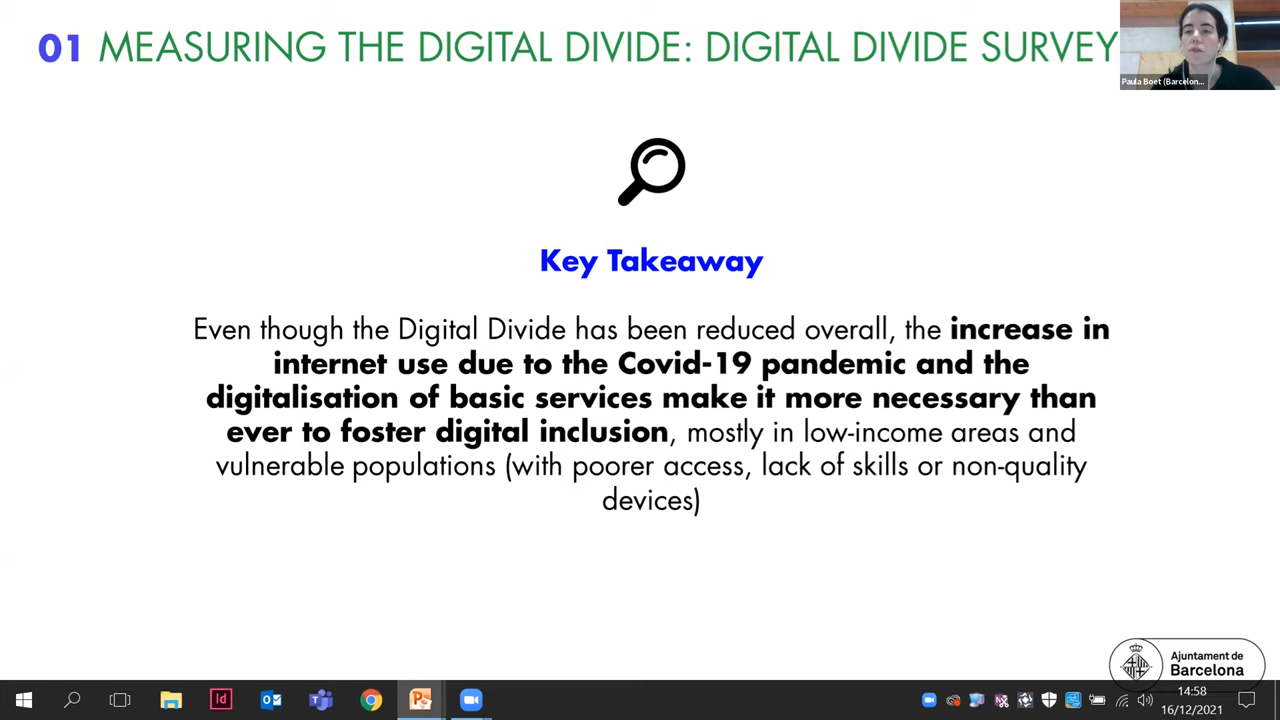 01 MEASURING THE DIGITAL DIVIDE: DIGITAL DIVIDE SURVEY
Paula Boet (Barcelon...
Key Takeaway
Even though the Digital Divide has been reduced overall, the increase in
internet use due to the Covid-19 pandemic and the
digitalisation of basic services make it more necessary than
ever to foster digital inclusion, mostly in low-income areas and
vulnerable populations (with poorer access, lack of skills or non-quality
devices)
Ajuntament de
Barcelona
14:58
16/12/2021